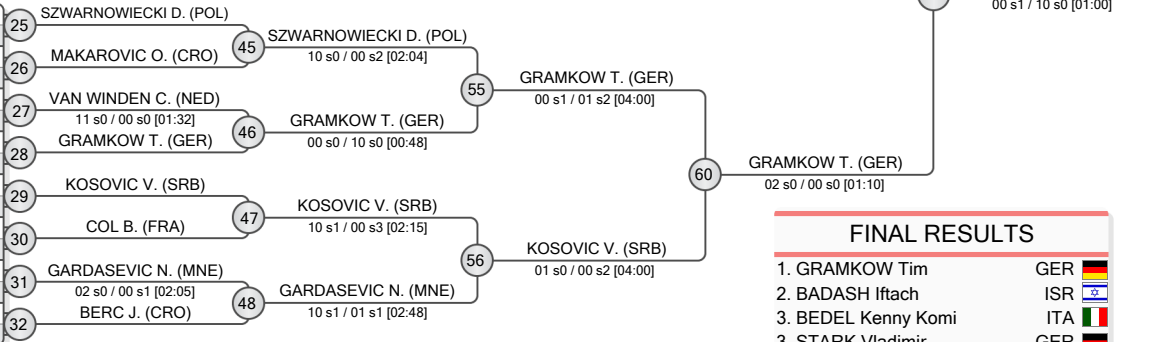 25
SZWARNOWIECKI D. (POL)
26
MAKAROVIC O. (CRO)
27
VAN WINDEN C. (NED)
11 s0 / 00 s0 [01:32]
28
GRAMKOW T. (GER)
29
KOSOVIC V. (SRB)
30
COL B. (FRA)
31
GARDASEVIC N. (MNE)
02 s0 / 00 s1 [02:05]
32
BERC J. (CRO)
45
SZWARNOWIECKI D. (POL)
10 s0 / 00 s2 [02:04]
46
GRAMKOW T. (GER)
00 s0 / 10 s0 [00:48]
47
KOSOVIC V. (SRB)
10 s1 / 00 s3 [02:15]
48
GARDASEVIC N. (MNE)
10 s1 / 01 s1 [02:48]
55
GRAMKOW T. (GER)
00 s1 / 01 s2 [04:00]
56
KOSOVIC V. (SRB)
01 s0 / 00 s2 [04:00]
60
GRAMKOW T. (GER)
02 s0 / 00 s0 [01:10]
00 s1 / 10 s0 [01:00]
FINAL RESULTS
1. GRAMKOW Tim GER
2. BADASH Iftach ISR
3. BEDEL Kenny Komi ITA
3. STARK Vladimir GER